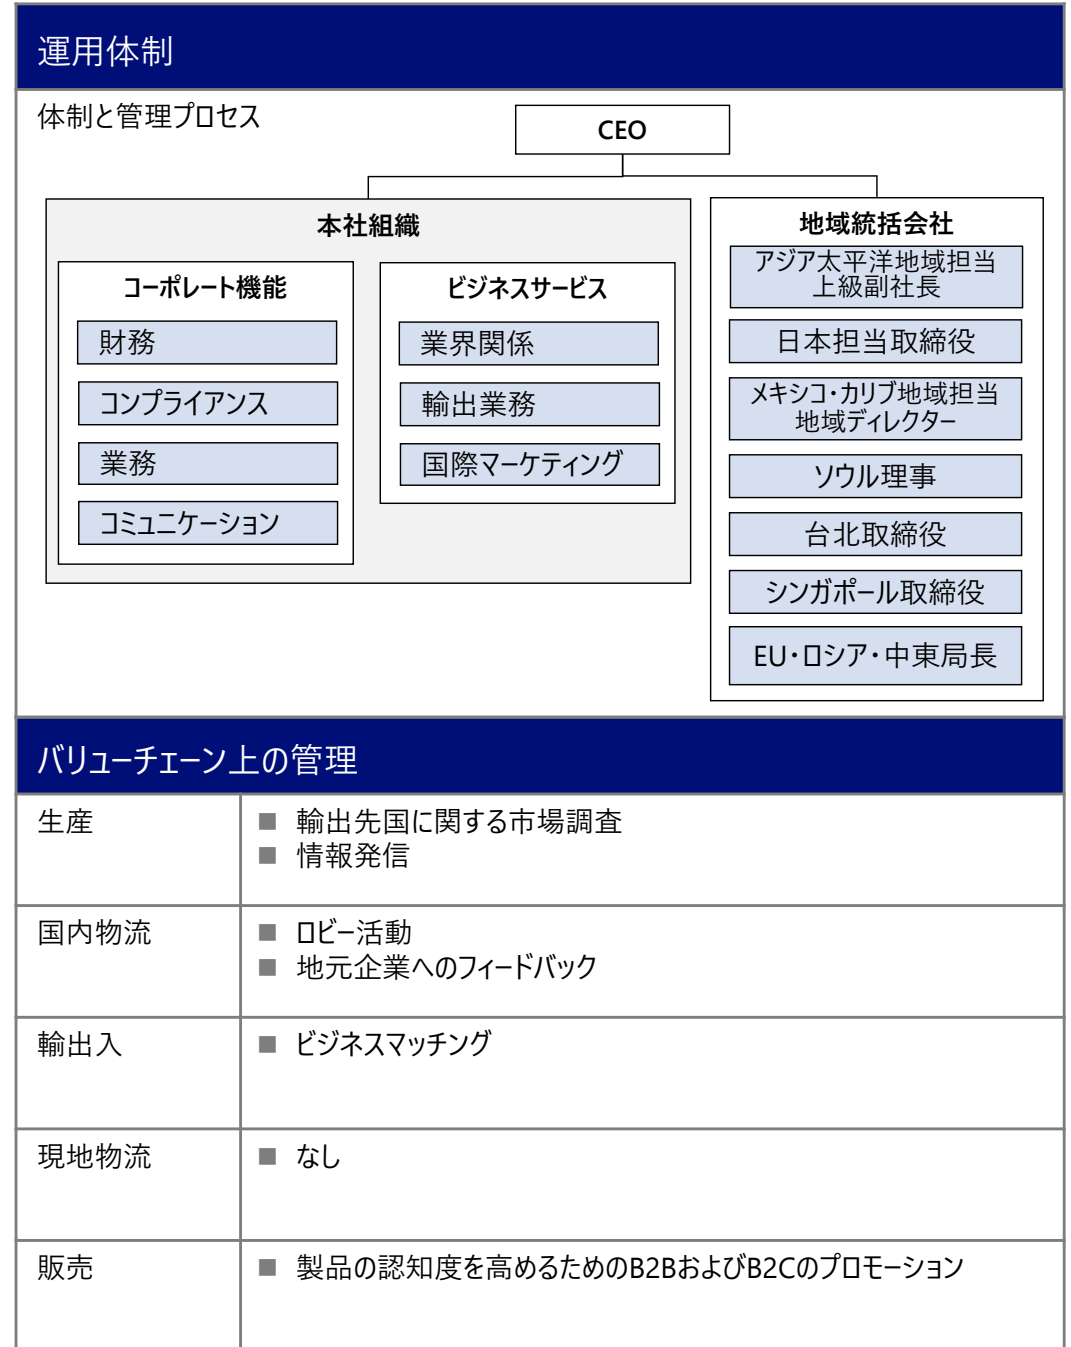 運用体制
体制と管理プロセス
CEO
本社組織
コーポレート機能
財務
コンプライアンス
業務
コミュニケーション
ビジネスサービス
業界関係
輸出業務
国際マーケティング
地域統括会社
アジア太平洋地域担当
上級副社長
日本担当取締役
メキシコ・カリブ地域担当
地域ディレクター
ソウル理事
台北取締役
シンガポール取締役
EU・ロシア・中東局長
バリューチェーン上の管理
生産
■ 輸出先国に関する市場調査
■ 情報発信
国内物流
■ ロビー活動
■ 地元企業へのフィードバック
輸出入
■ ビジネスマッチング
現地物流
■ なし
販売
■ 製品の認知度を高めるためのB2BおよびB2Cのプロモーション